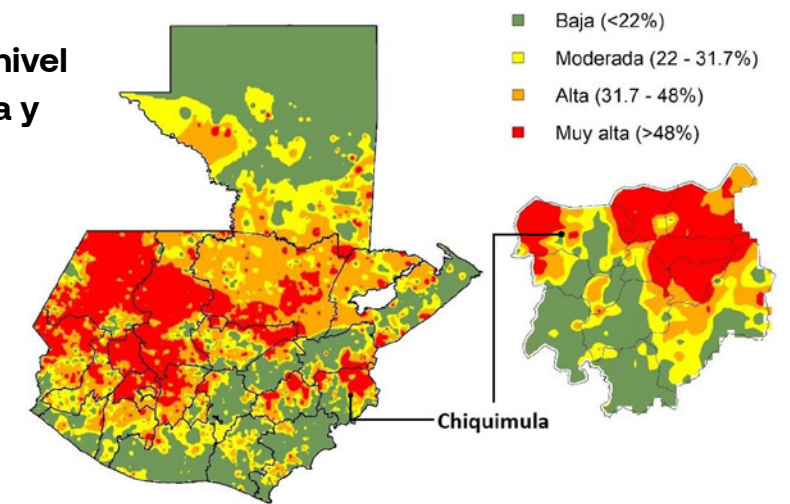 nivel
a y
Baja (<22%)
Moderada (22 - 31.7%)
Alta (31.7 - 48%)
Muy alta (>48%)
Chiquimula